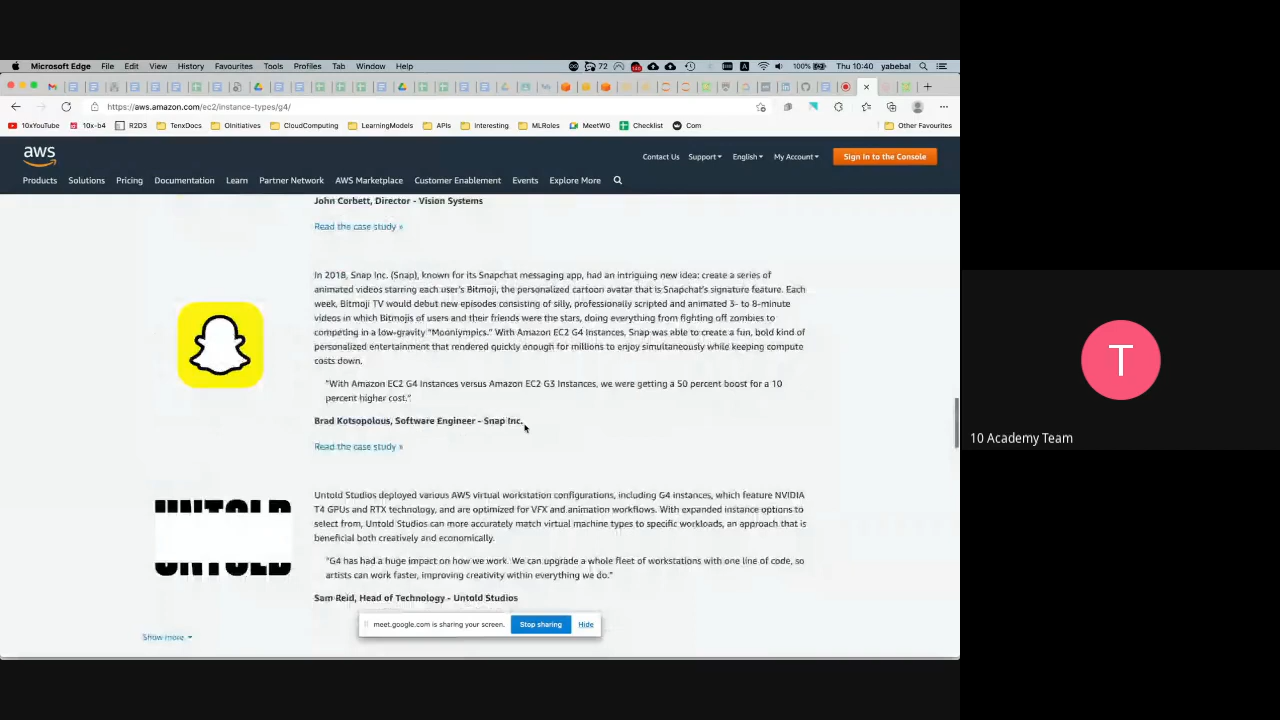 Microsoft Edge File Edit View History Favourites Tools Profiles Tab Window Help
72
100% Thu 10:40 yabebal
https://aws.amazon.com/ec2/instance-types/g4/
10xYouTube 10x-b4 R2D3 TenxDocs OInitiatives CloudComputing LearningModels APIs Interesting MLRoles MeetWG Checklist Com Other Favourites
aws
Contact Us Support English My Account Sign In to the Console
Products Solutions Pricing Documentation Learn Partner Network AWS Marketplace Customer Enablement Events Explore More
John Corbett, Director - Vision Systems
Read the case study »
In 2018, Snap Inc. (Snap), known for its Snapchat messaging app, had an intriguing new idea: create a series of
animated videos starring each user's Bitmoji, the personalized cartoon avatar that is Snapchat's signature feature. Each
week, Bitmoji TV would debut new episodes consisting of silly, professionally scripted and animated 3- to 8-minute
videos in which Bitmojis of users and their friends were the stars, doing everything from fighting off zombies to
competing in a low-gravity "Moonlympics." With Amazon EC2 G4 Instances, Snap was able to create a fun, bold kind of
personalized entertainment that rendered quickly enough for millions to enjoy simultaneously while keeping compute
costs down.
"With Amazon EC2 G4 Instances versus Amazon EC2 G3 Instances, we were getting a 50 percent boost for a 10
percent higher cost."
Brad Kotsopolous, Software Engineer - Snap Inc.
Read the case study »
UNTOLD
UNTOLD
Untold Studios deployed various AWS virtual workstation configurations, including G4 instances, which feature NVIDIA
T4 GPUs and RTX technology, and are optimized for VFX and animation workflows. With expanded instance options to
select from, Untold Studios can more accurately match virtual machine types to specific workloads, an approach that is
beneficial both creatively and economically.
"G4 has had a huge impact on how we work. We can upgrade a whole fleet of workstations with one line of code, so
artists can work faster, improving creativity within everything we do."
Sam Reid, Head of Technology - Untold Studios
meet.google.com is sharing your screen. Stop sharing Hide
Show more
T
10 Academy Team